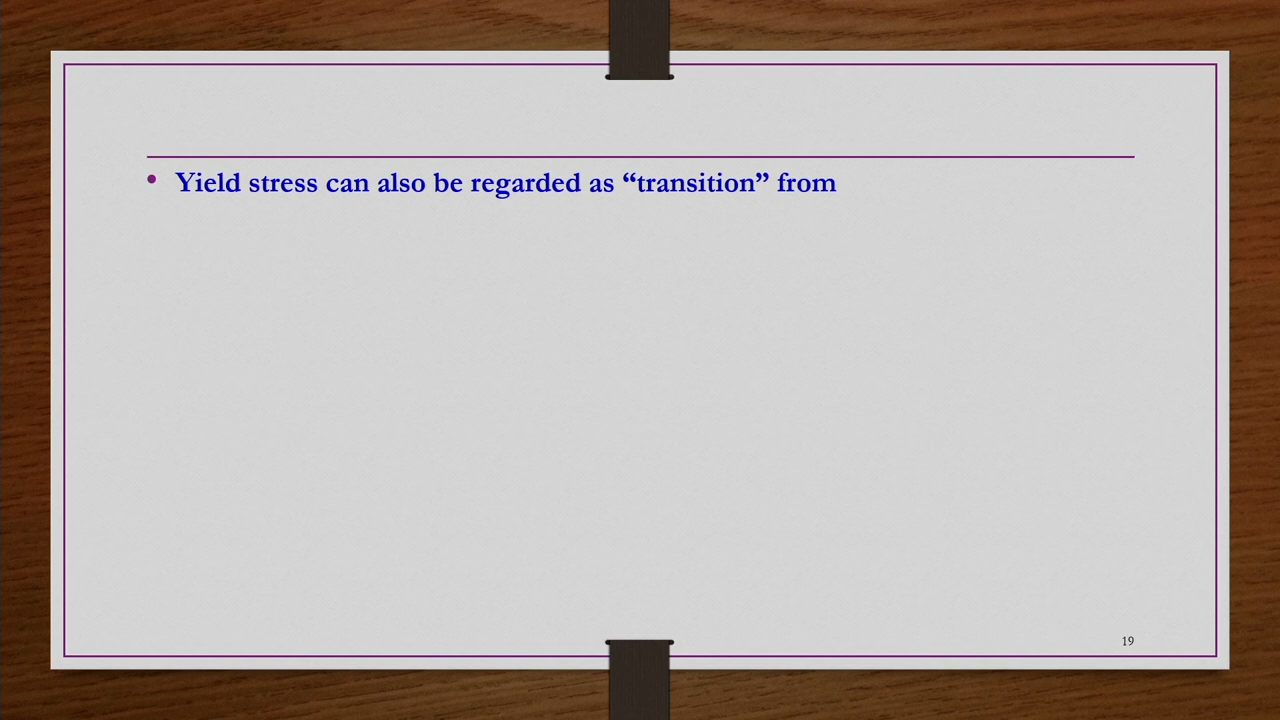 • Yield stress can also be regarded as “transition” from
19